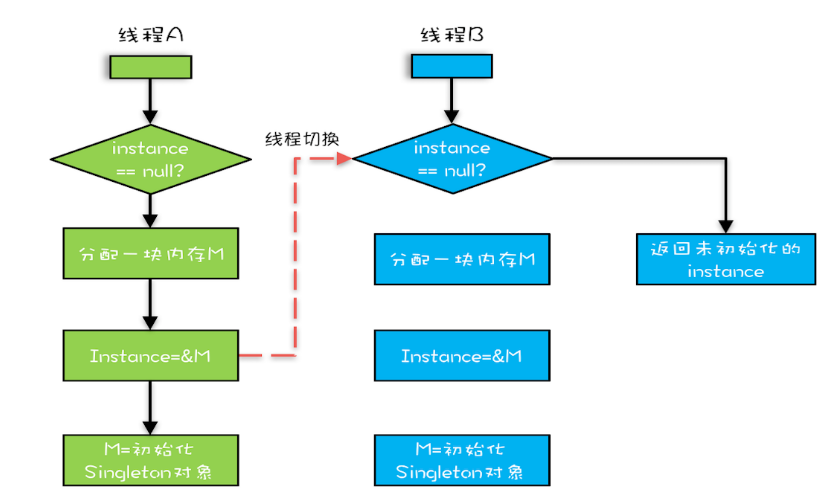 线程A
线程B
线程切换
instance
== null?
instance
== null?
分配一块内存M
分配一块内存M
返回未初始化的
instance
Instance=&M
Instance=&M
M=初始化
Singleton对象
M=初始化
Singleton对象